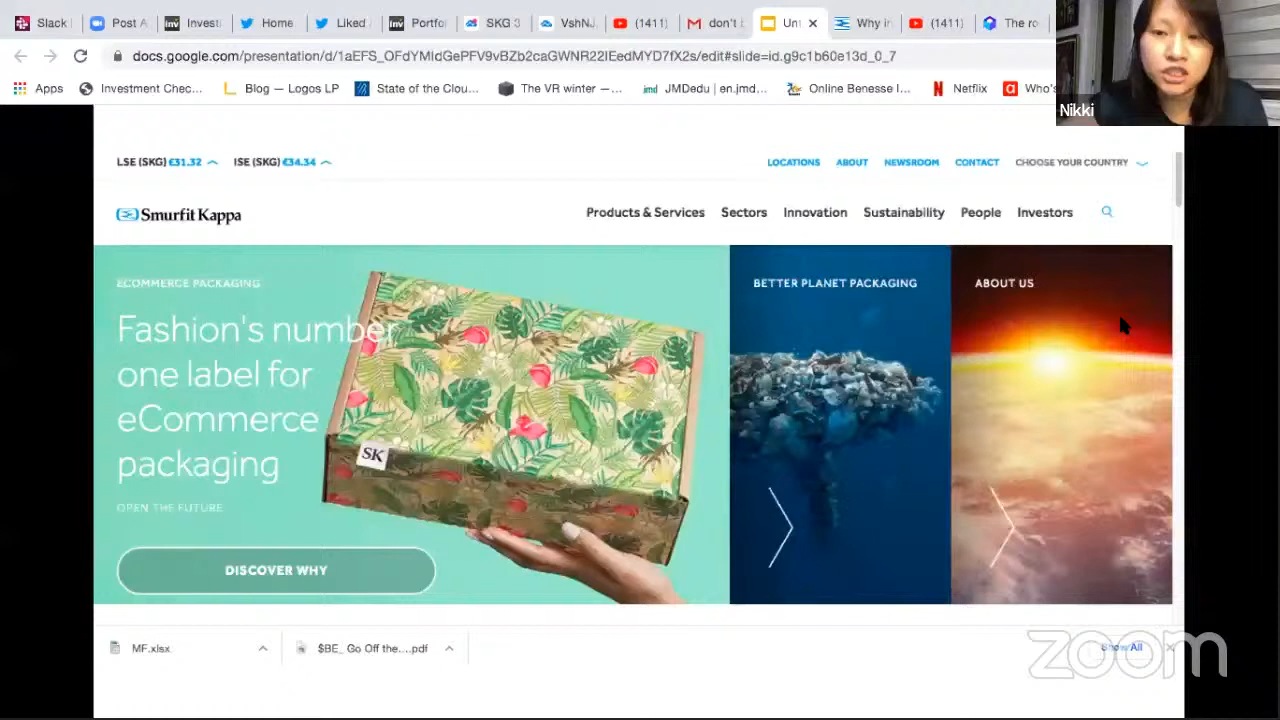 Slack
Post A
Investi
Home
Liked
Portfo
SKG 3
VshNJ
(1411)
don't
Unt
Why in
(1411)
The ro
docs.google.com/presentation/d/1aEFS_OFdYMIdGePFV9vBZb2caGWNR22IEedMYD7fX2s/edit#slide=id.g9c1b60e13d_0_7
Apps
Investment Chec...
Blog — Logos LP
State of the Clou...
The VR winter —...
JMDedu | en.jmd...
Online Benesse I...
Netflix
Who's
Nikki
LSE (SKG) €31.32
ISE (SKG) €34.34
LOCATIONS
ABOUT
NEWSROOM
CONTACT
CHOOSE YOUR COUNTRY
Smurfit Kappa
Products & Services
Sectors
Innovation
Sustainability
People
Investors
ECOMMERCE PACKAGING
Fashion's number
one label for
eCommerce
packaging
OPEN THE FUTURE
DISCOVER WHY
SK
BETTER PLANET PACKAGING
ABOUT US
MF.xlsx
$BE_ Go Off the....pdf
Show All
zoom